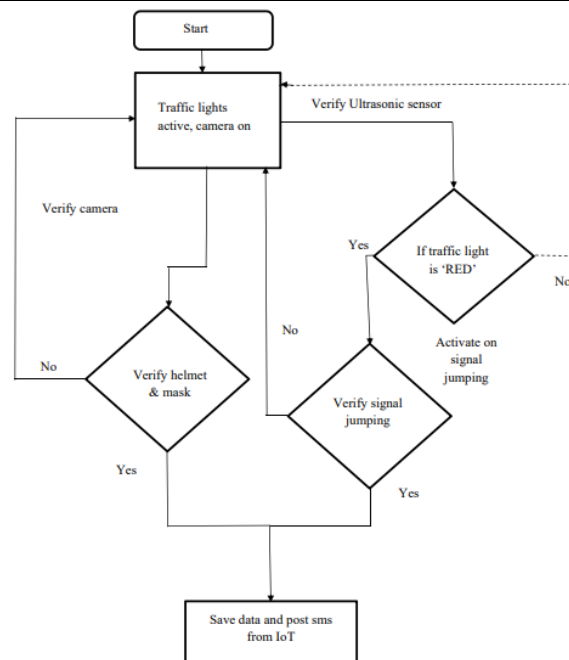 Start
Traffic lights
active, camera on
Verify Ultrasonic sensor
Verify camera
Yes
If traffic light
is ‘RED’
No
Activate on
signal
jumping
No
No
Verify helmet
& mask
Verify signal
jumping
Yes
Yes
Save data and post sms
from IoT